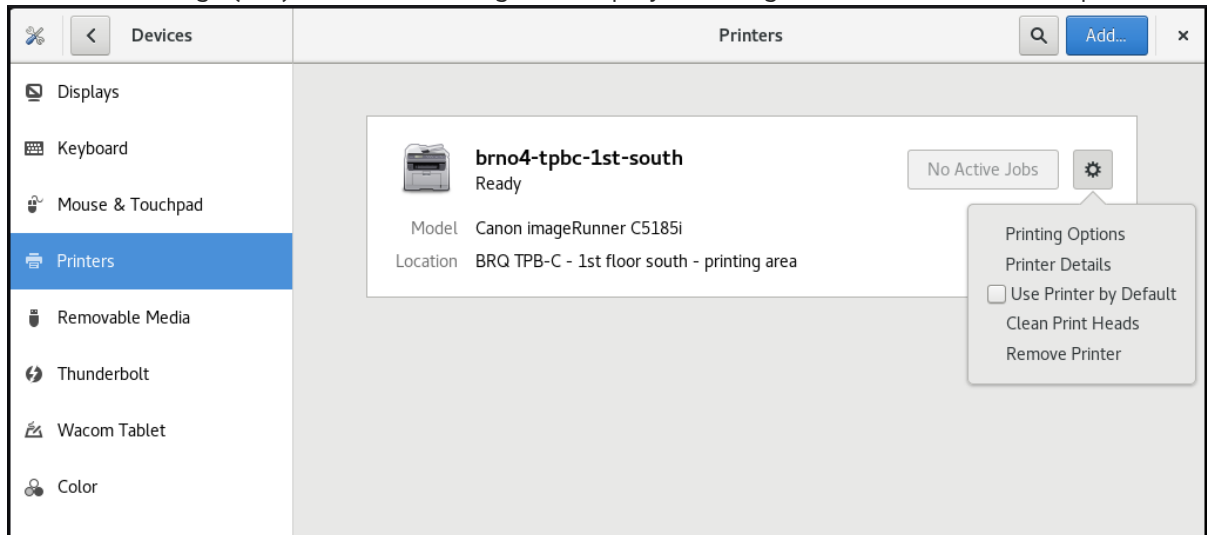 Devices
Printers
Add...
Displays
Keyboard
Mouse & Touchpad
Printers
Removable Media
Thunderbolt
Wacom Tablet
Color
brno4-tpbc-1st-south
Ready
No Active Jobs
Model Canon imageRunner C5185i
Location BRQ TPB-C - 1st floor south - printing area
Printing Options
Printer Details
Use Printer by Default
Clean Print Heads
Remove Printer